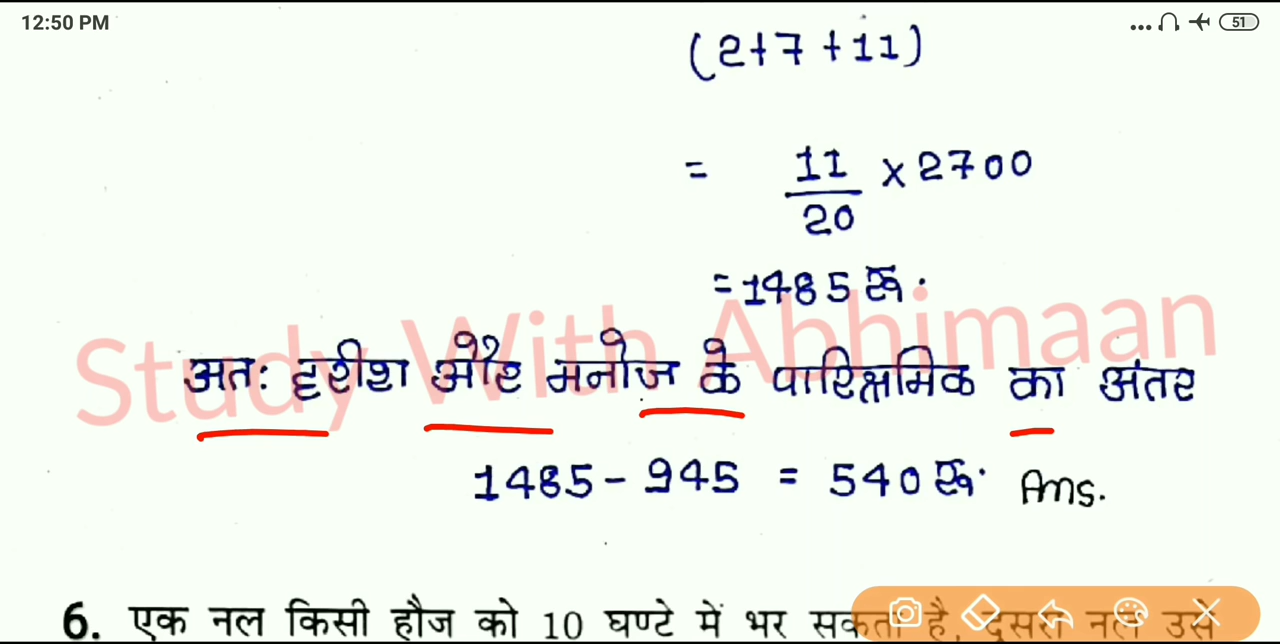 12:50 PM ... 51
(2+7+11)
= 11/20 × 2700
= 1485 रू.
Study With Abhimaan
अतः हरीश और मनोज के पारिश्रमिक का अंतर
1485 - 945 = 540 रू. Ans.
6. एक नल किसी हौज को 10 घण्टे में भर सकता है, दूसरा नल उसे